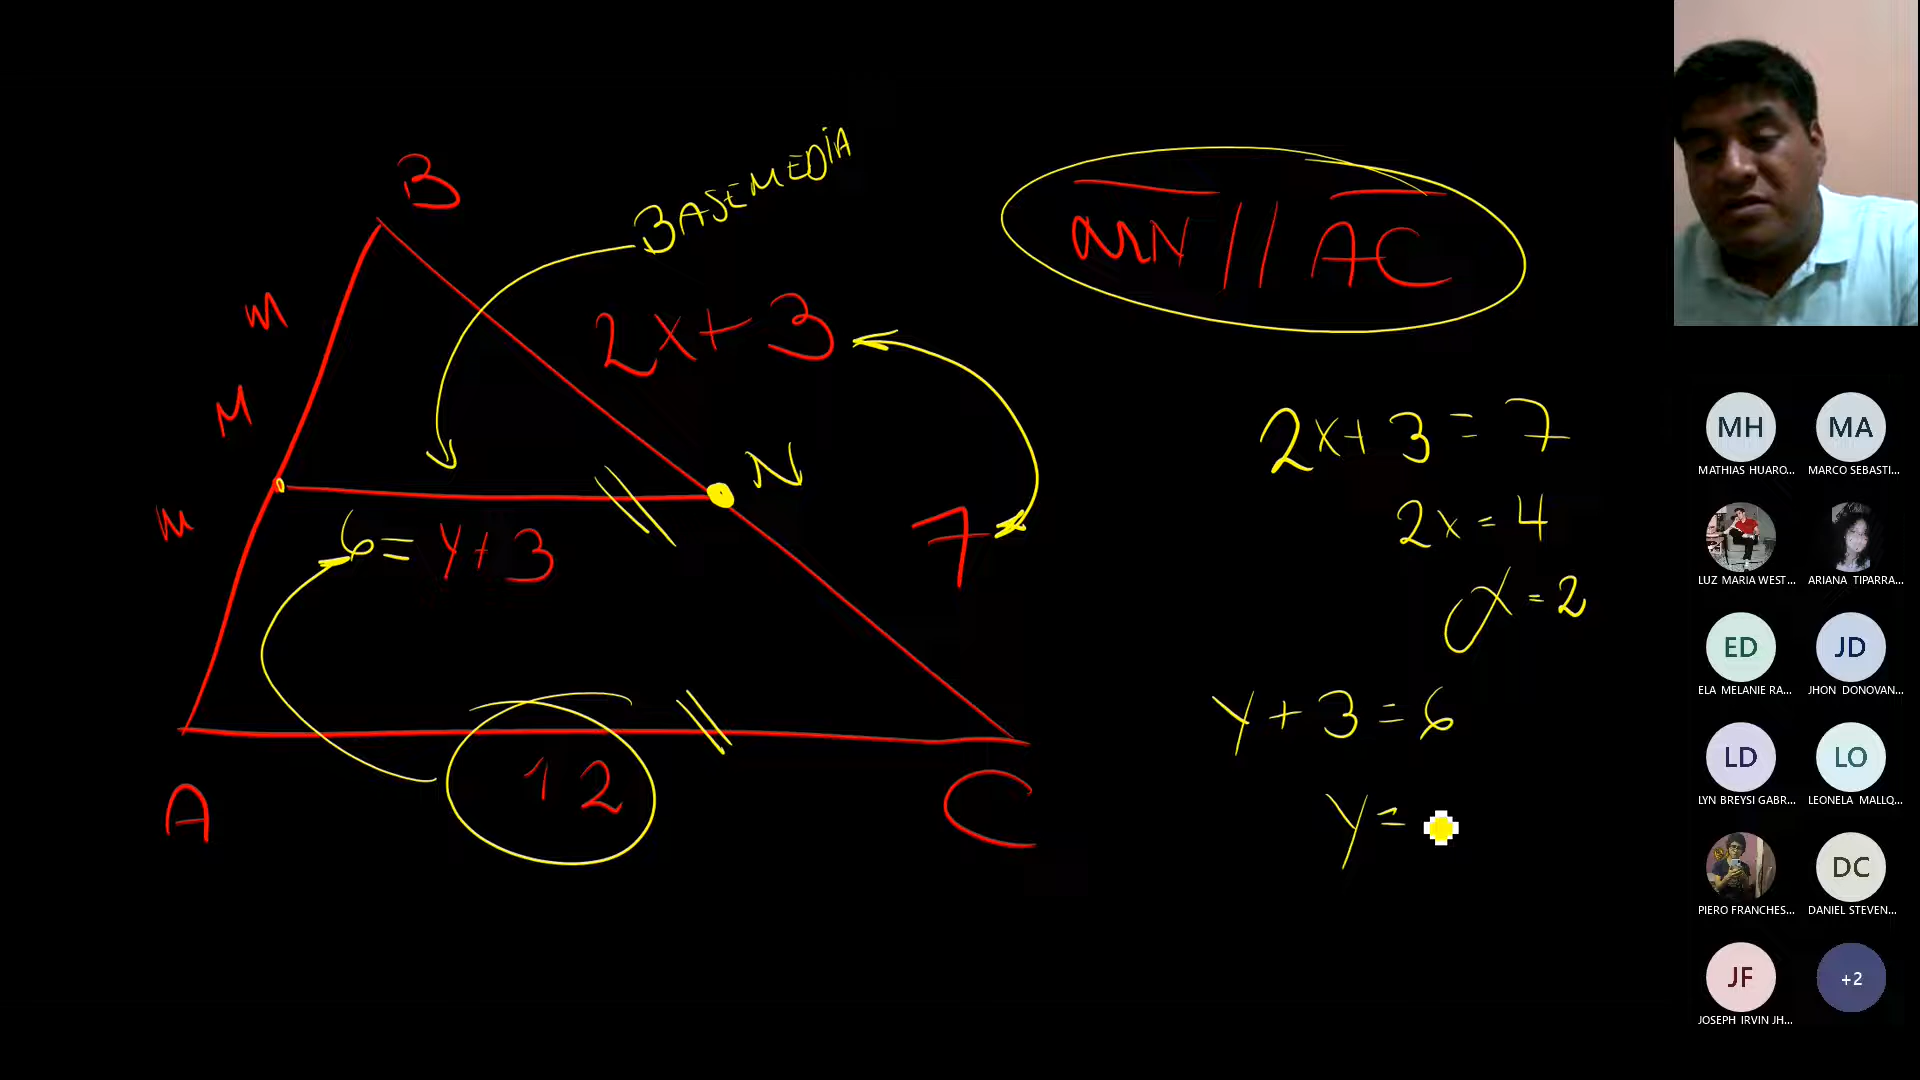 B
BASEMEDIA
MN // AC
m
2x+3
M
2x+3=7
N
m
6=y+3
7
2x=4
x=2
y+3=6
12
A
C
y=
MH
MA
MATHIAS HUARO...
MARCO SEBASTI...
LUZ MARIA WEST...
ARIANA TIPARRA...
ED
JD
ELA MELANIE RA...
JHON DONOVAN...
LD
LO
LYN BREYSI GABR...
LEONELA MALLQ...
DC
PIERO FRANCHES...
DANIEL STEVEN...
JF
+2
JOSEPH IRVIN JH...